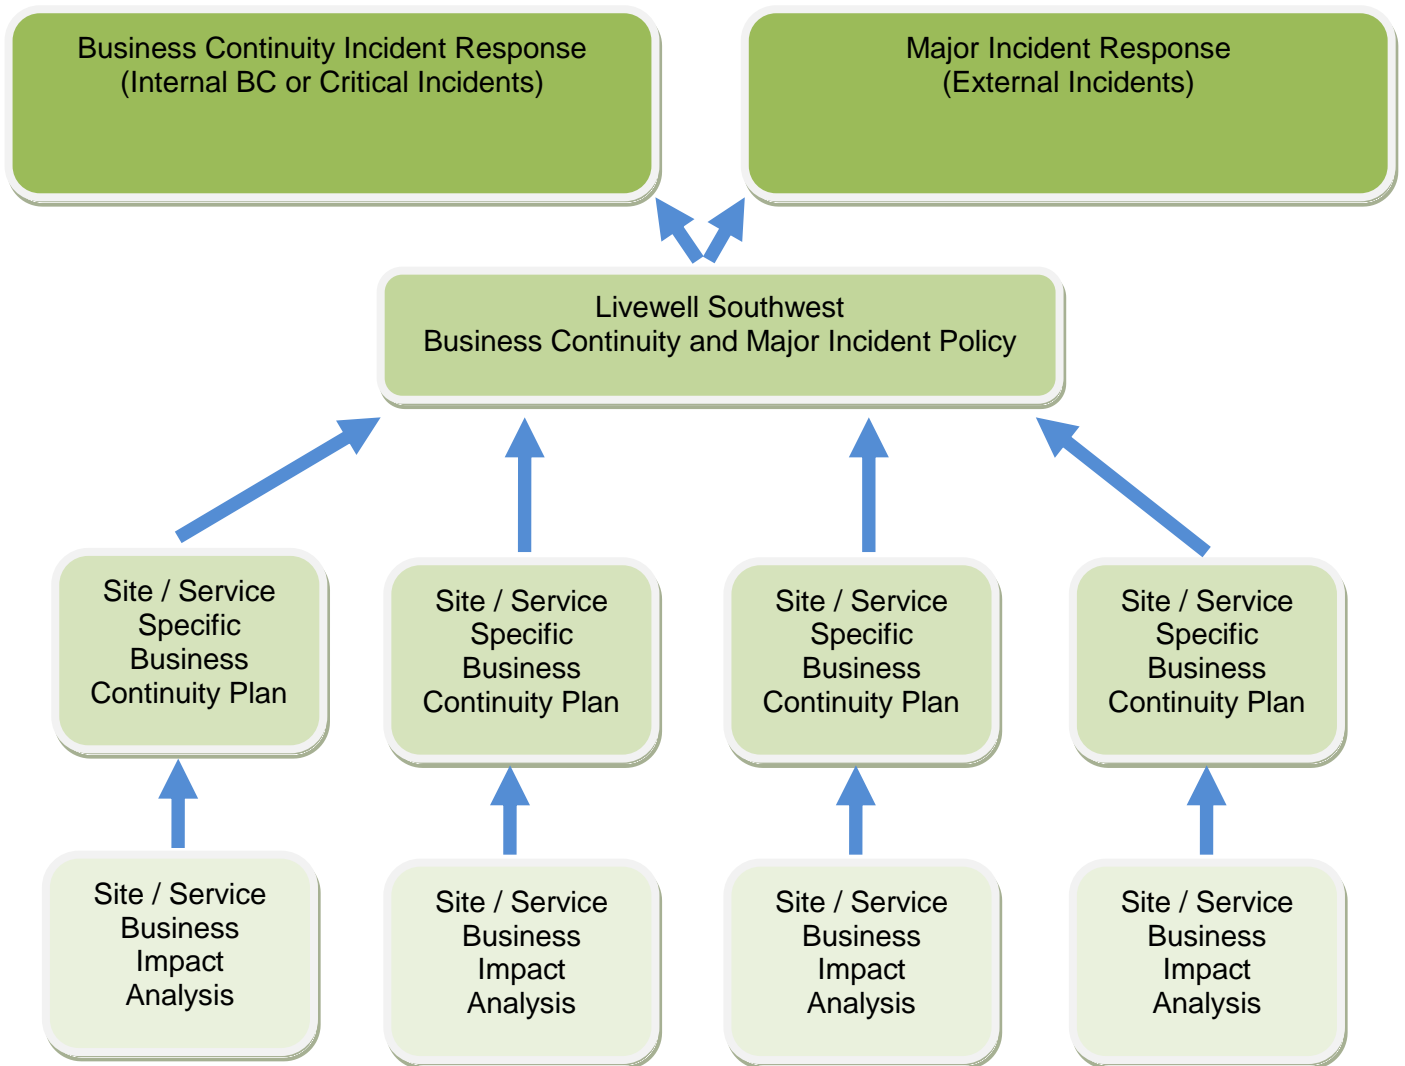 Business Continuity Incident Response
(Internal BC or Critical Incidents)
Major Incident Response
(External Incidents)
Livewell Southwest
Business Continuity and Major Incident Policy
Site / Service
Specific
Business
Continuity Plan
Site / Service
Specific
Business
Continuity Plan
Site / Service
Specific
Business
Continuity Plan
Site / Service
Specific
Business
Continuity Plan
Site / Service
Business
Impact
Analysis
Site / Service
Business
Impact
Analysis
Site / Service
Business
Impact
Analysis
Site / Service
Business
Impact
Analysis